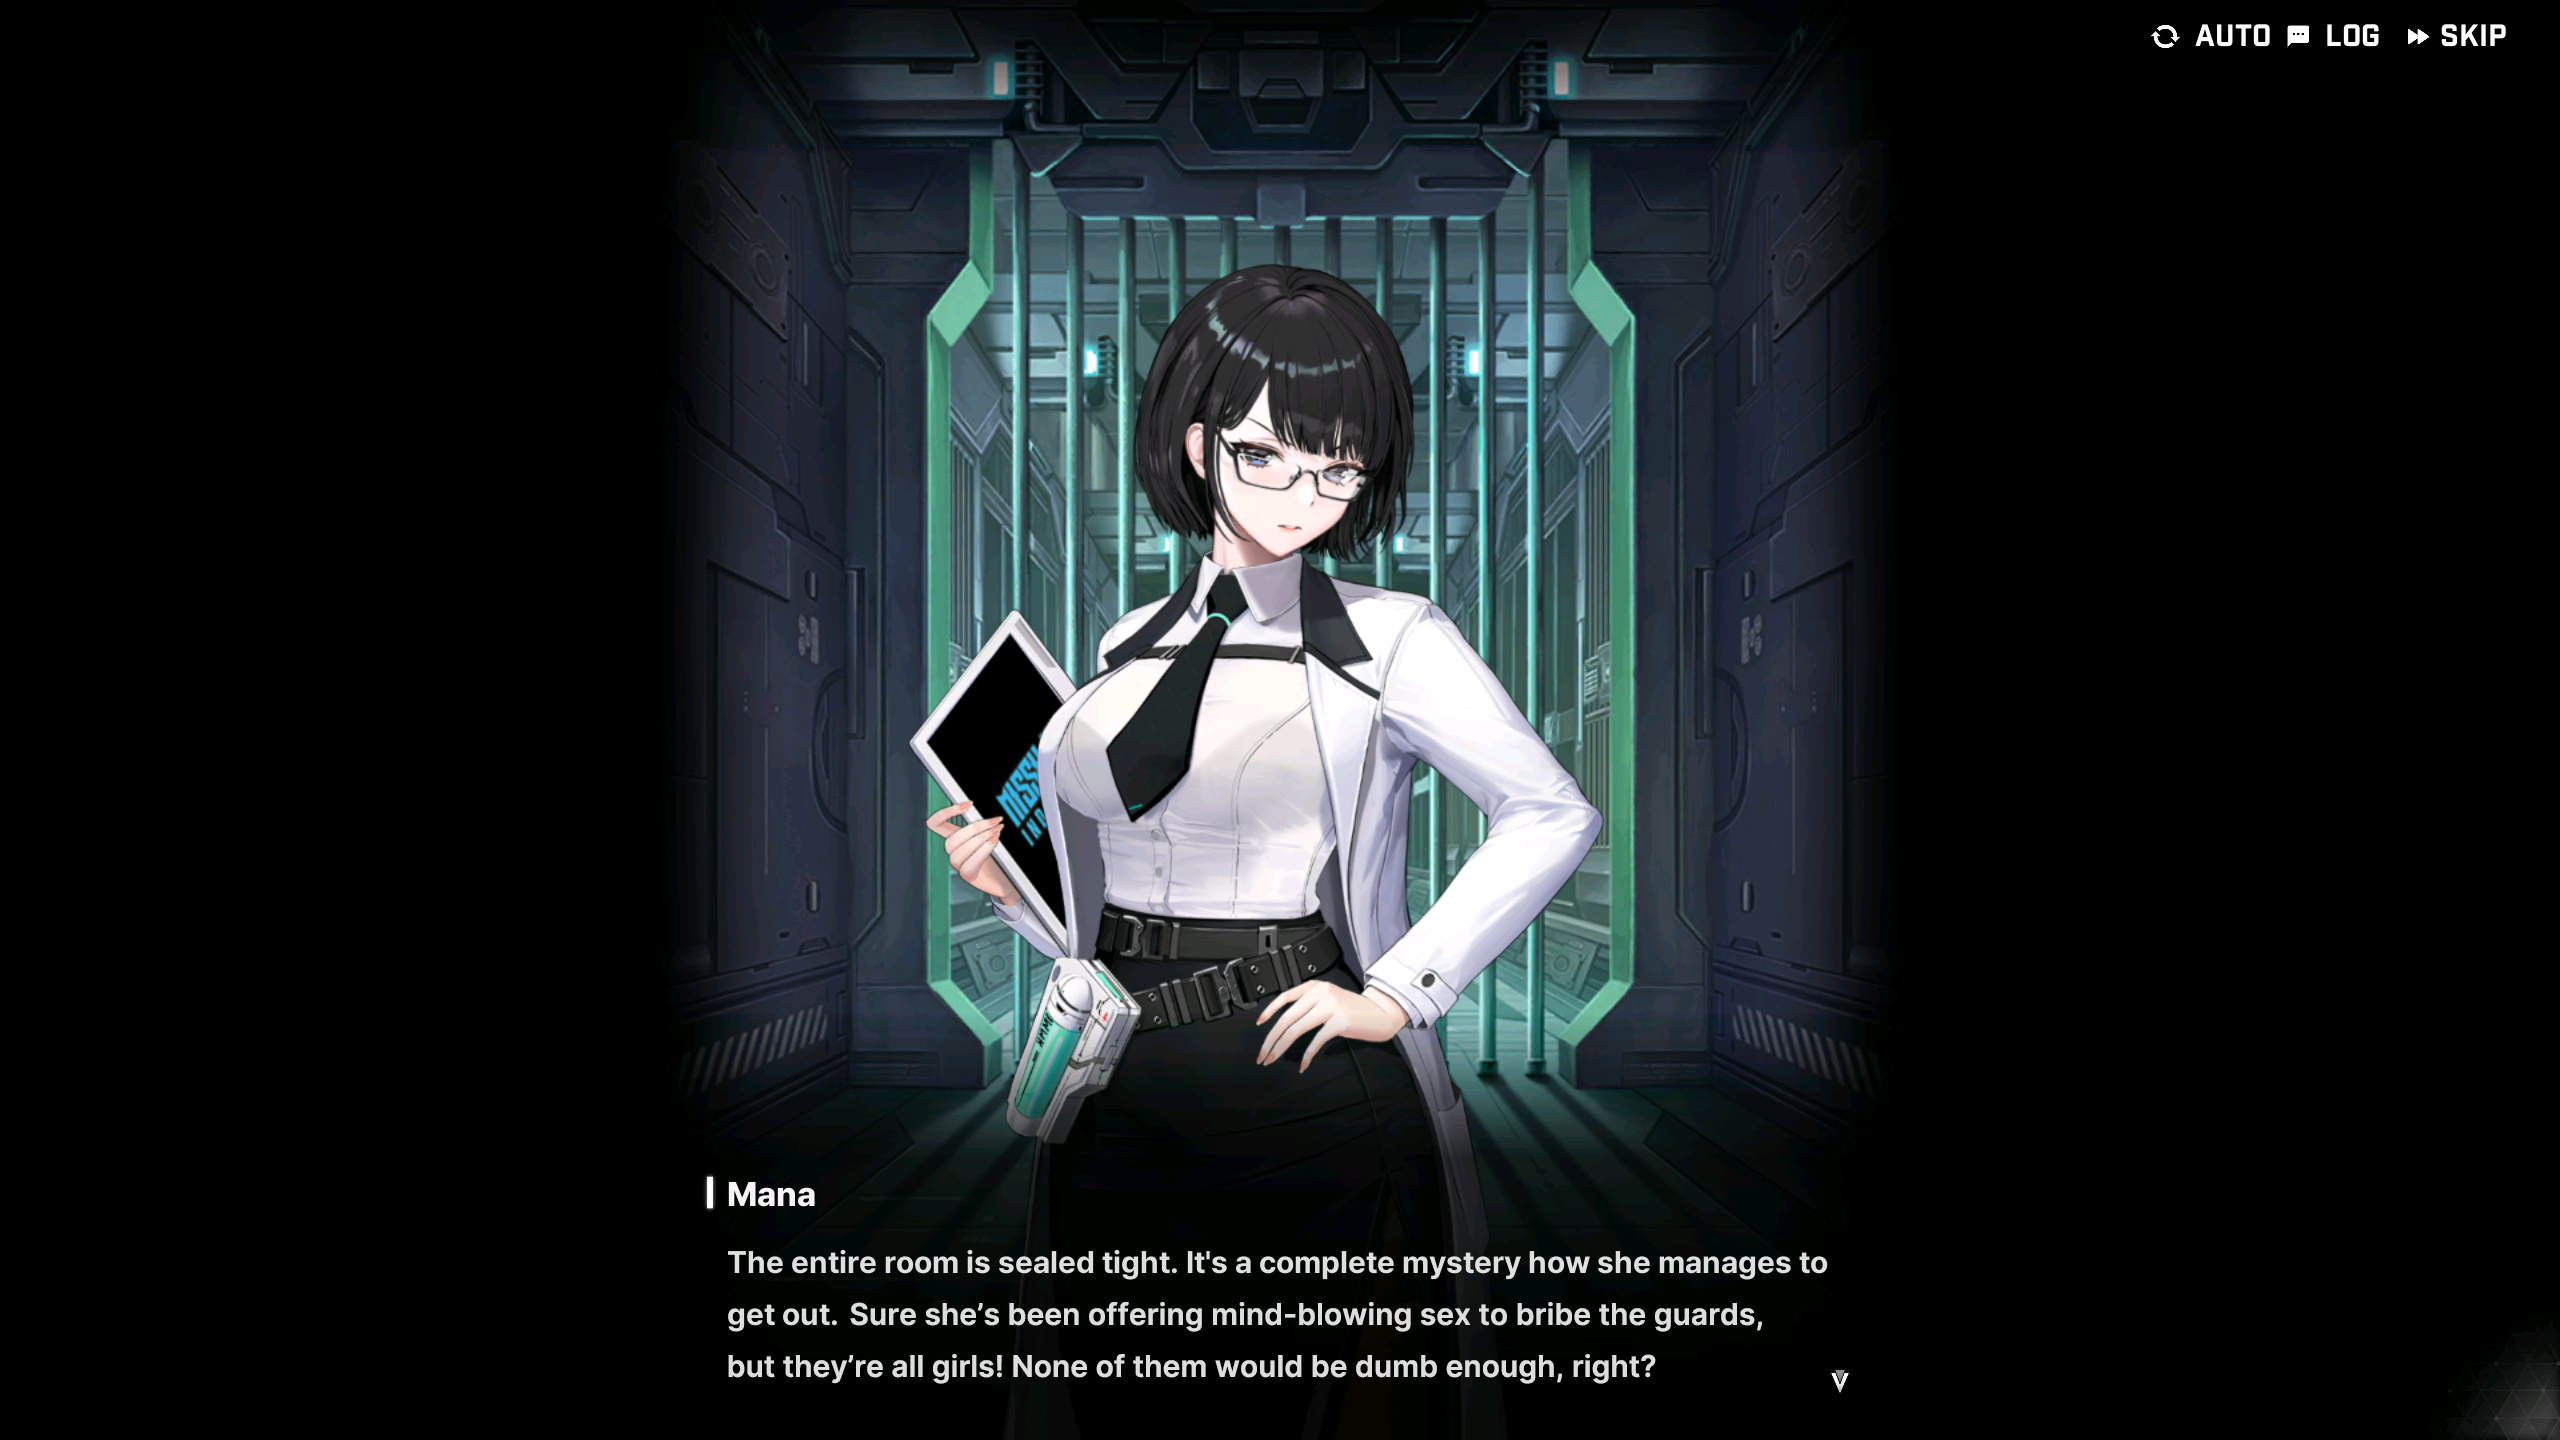 AUTO LOG SKIP
MISSI
IND
Mana
The entire room is sealed tight. It's a complete mystery how she manages to
get out. Sure she’s been offering mind-blowing sex to bribe the guards,
but they’re all girls! None of them would be dumb enough, right?